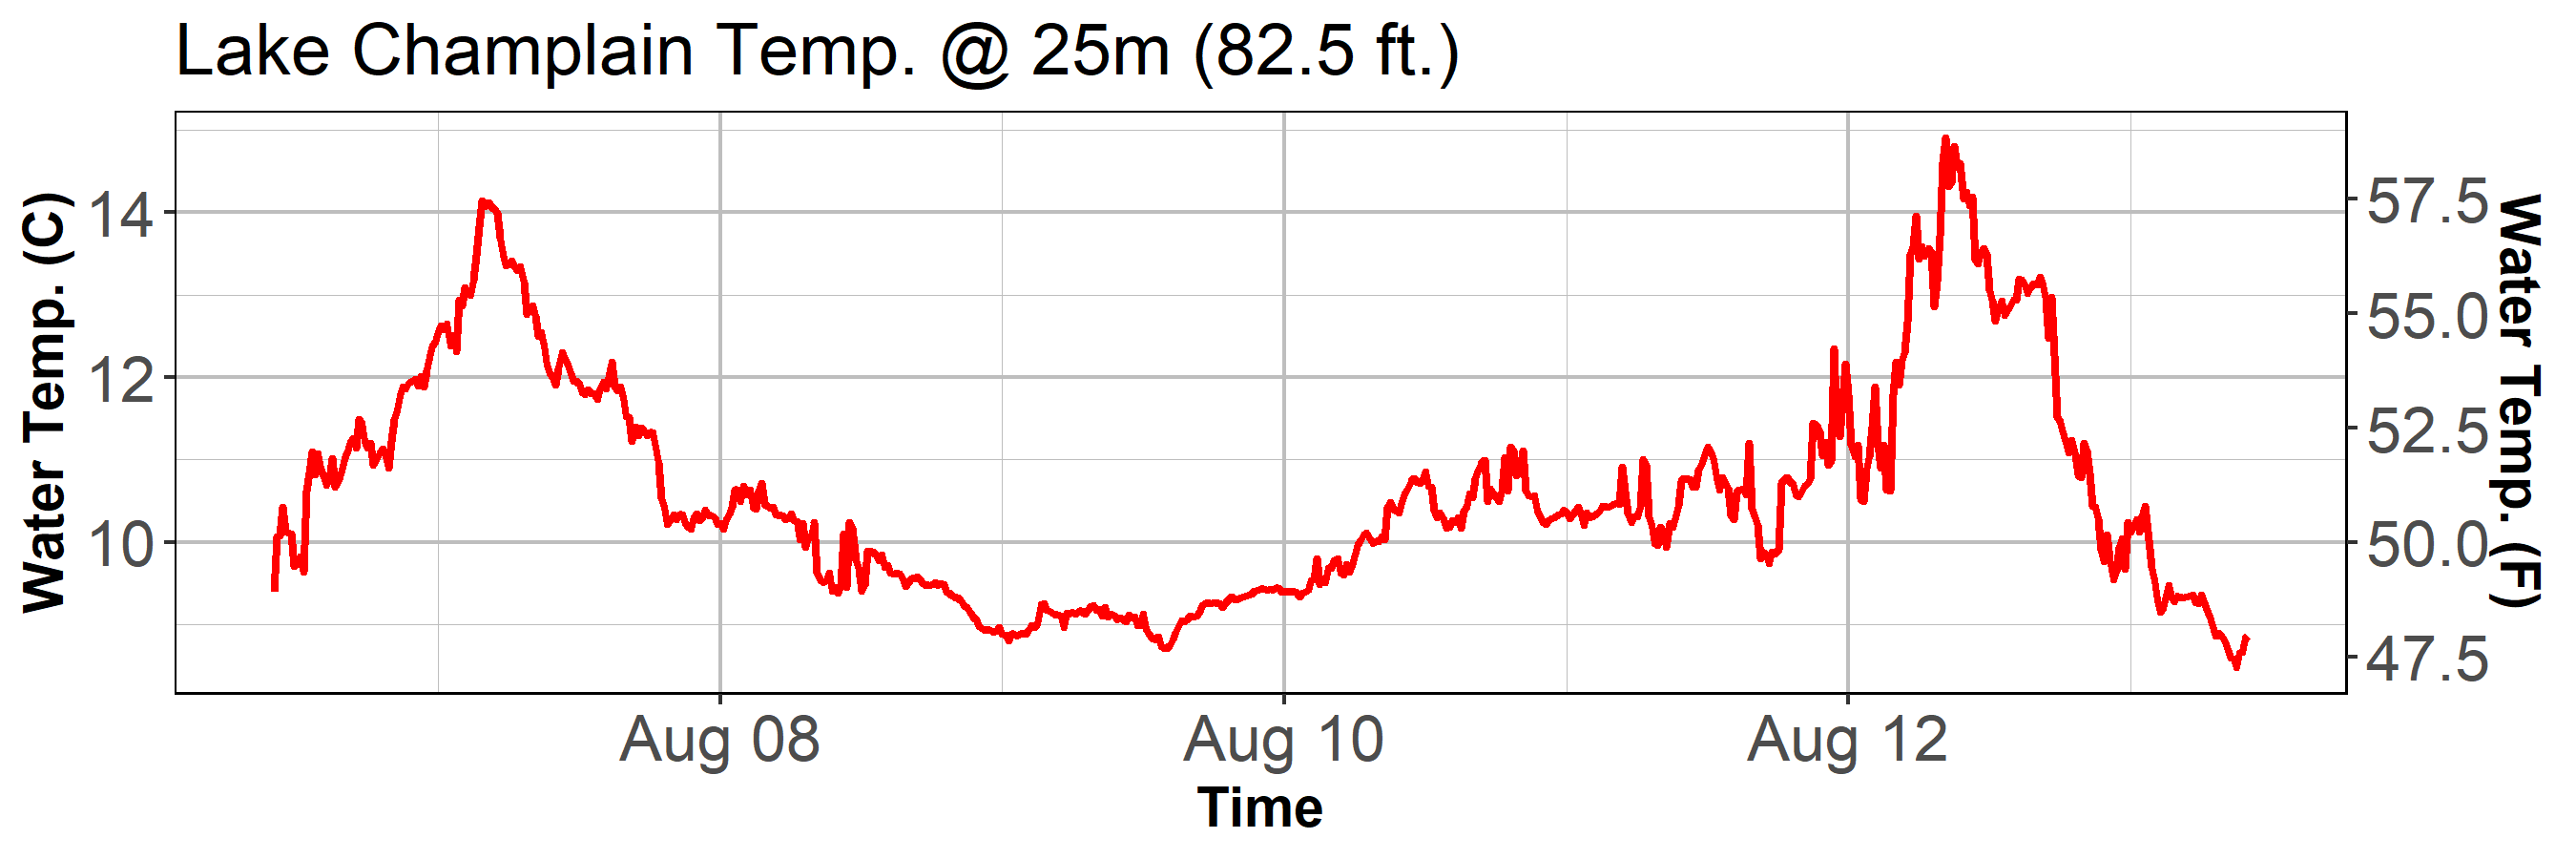 Lake Champlain Temp. @ 25m (82.5 ft.)
Water Temp. (C)
14
12
10
57.5
55.0
52.5
50.0
47.5
Water Temp. (F)
Aug 08
Aug 10
Aug 12
Time